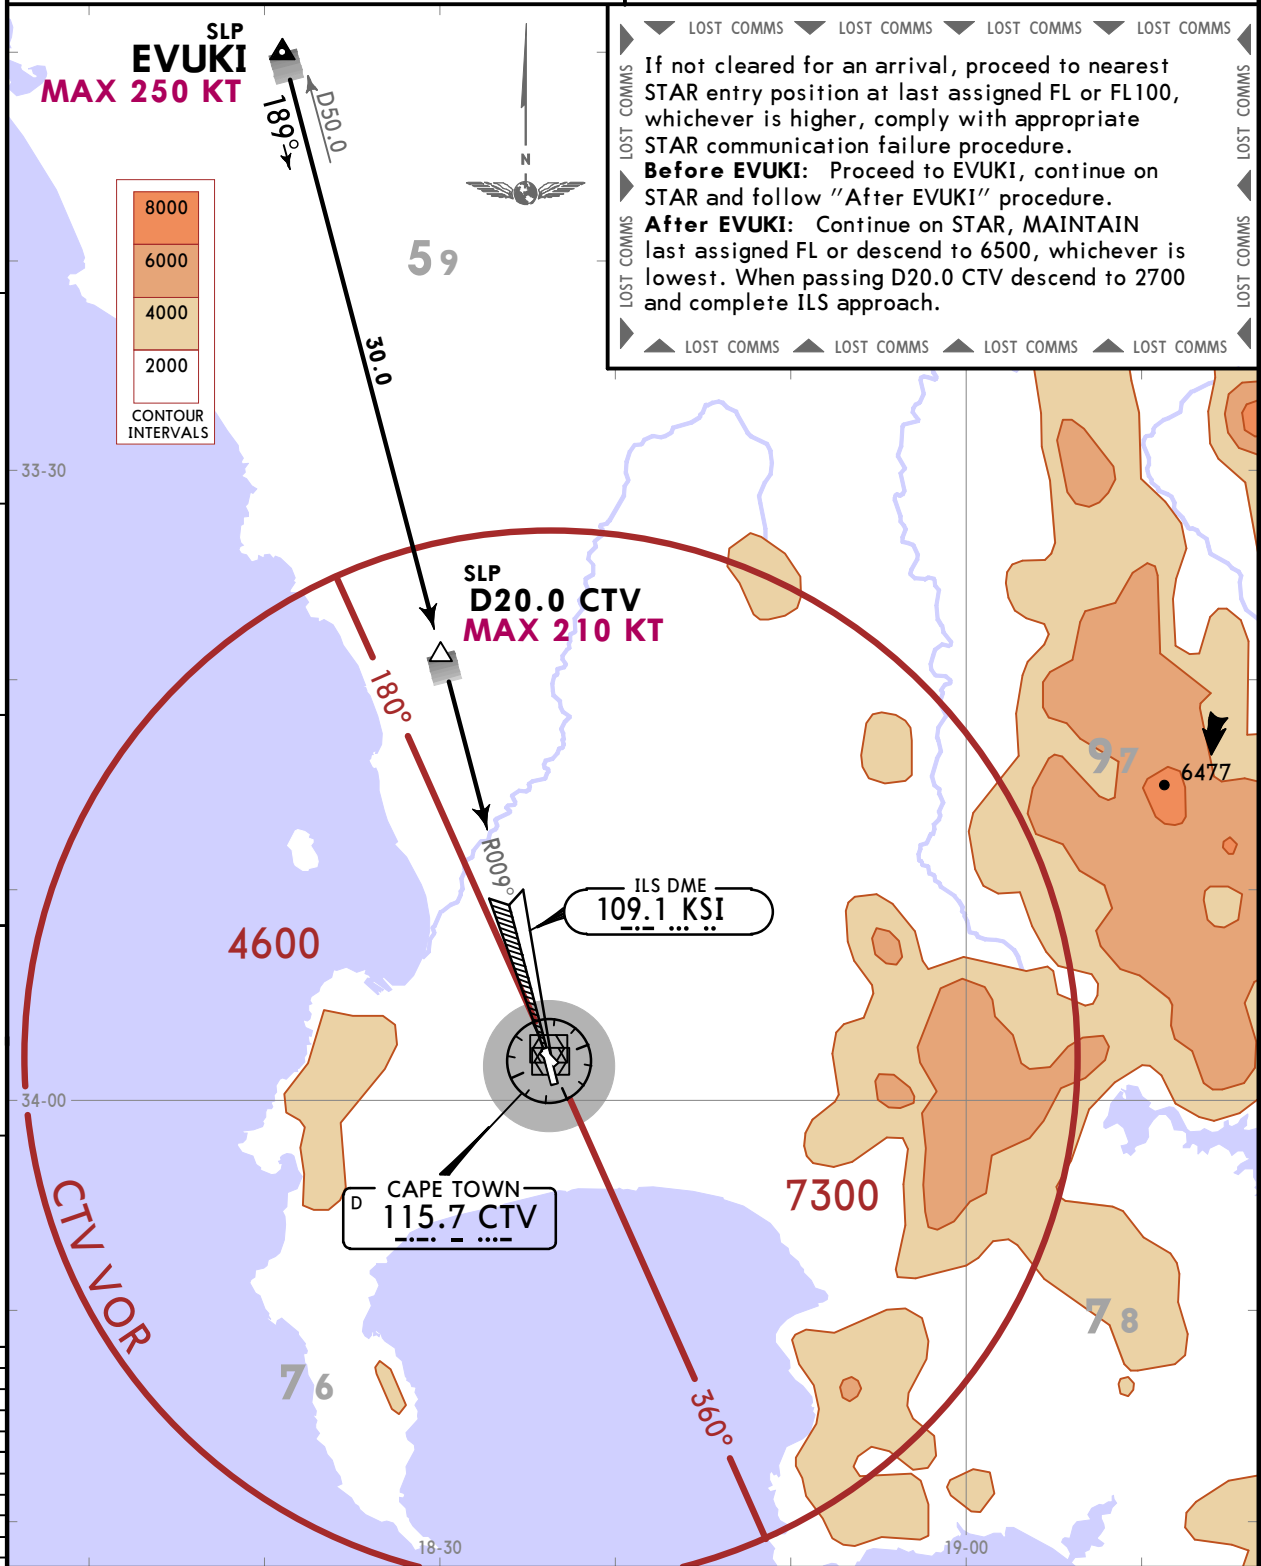 SLP
EVUKI
MAX 250 KT
189°
D50.0
N
LOST COMMS LOST COMMS LOST COMMS LOST COMMS
LOST COMMS
LOST COMMS
LOST COMMS
LOST COMMS
If not cleared for an arrival, proceed to nearest
STAR entry position at last assigned FL or FL100,
whichever is higher, comply with appropriate
STAR communication failure procedure.
Before EVUKI: Proceed to EVUKI, continue on
STAR and follow "After EVUKI" procedure.
After EVUKI: Continue on STAR, MAINTAIN
last assigned FL or descend to 6500, whichever is
lowest. When passing D20.0 CTV descend to 2700
and complete ILS approach.
LOST COMMS LOST COMMS LOST COMMS LOST COMMS
8000
6000
4000
2000
CONTOUR
INTERVALS
59
30.0
33-30
SLP
D20.0 CTV
MAX 210 KT
180°
97
6477
R009°
ILS DME
109.1 KSI
4600
34-00
CAPE TOWN
D 115.7 CTV
7300
CTV VOR
78
76
360°
18-30
19-00